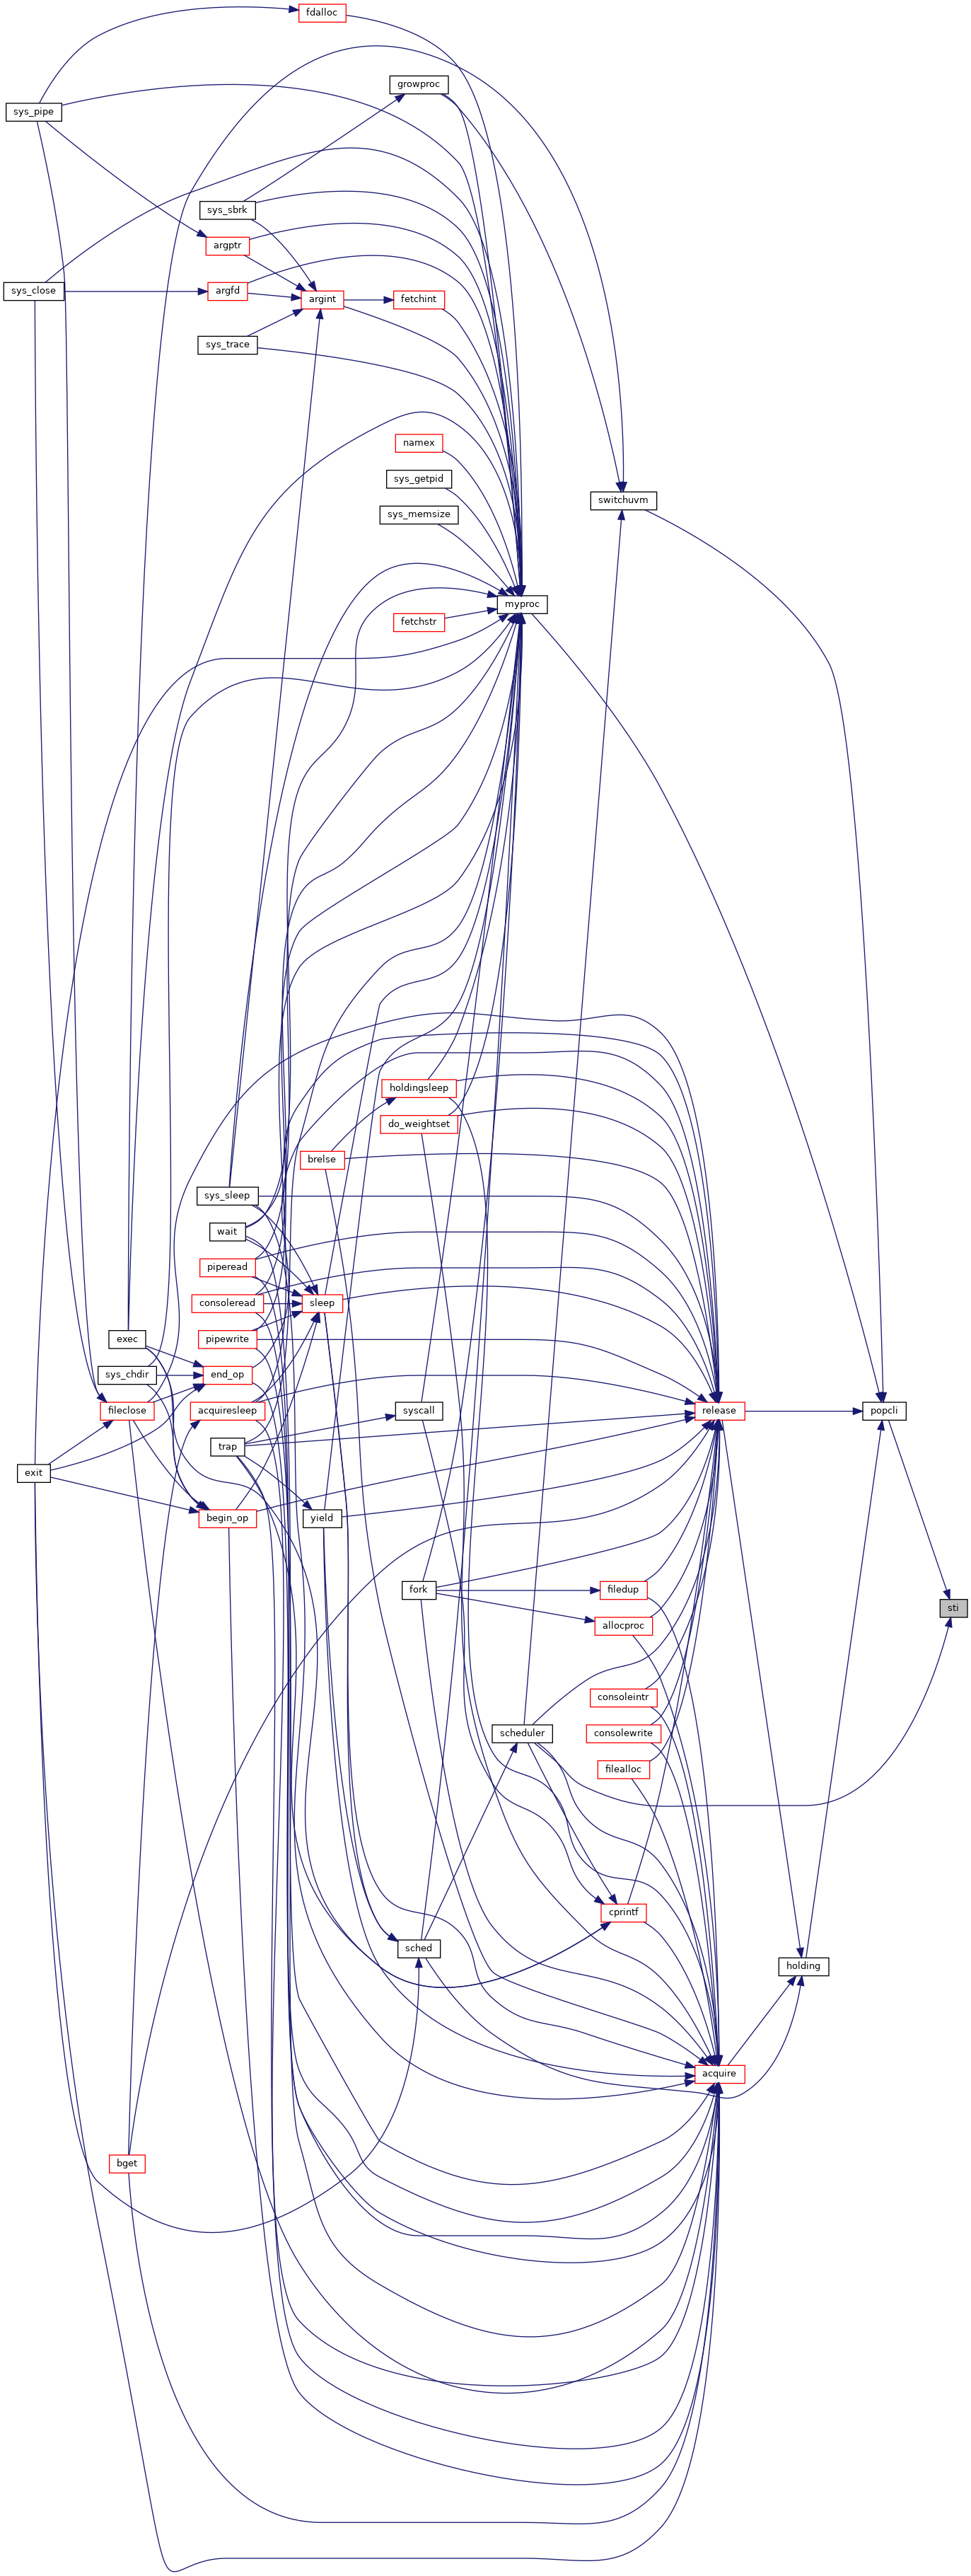 fdalloc
growproc
sys_pipe
sys_sbrk
argptr
sys_close
argfd
argint
fetchint
sys_trace
namex
sys_getpid
switchuvm
sys_memsize
myproc
fetchstr
holdingsleep
do_weightset
brelse
sys_sleep
wait
piperead
consoleread
sleep
exec
pipewrite
sys_chdir
end_op
fileclose
acquiresleep
syscall
release
popcli
trap
exit
begin_op
yield
fork
filedup
sti
allocproc
consoleintr
scheduler
consolewrite
filealloc
cprintf
sched
holding
acquire
bget